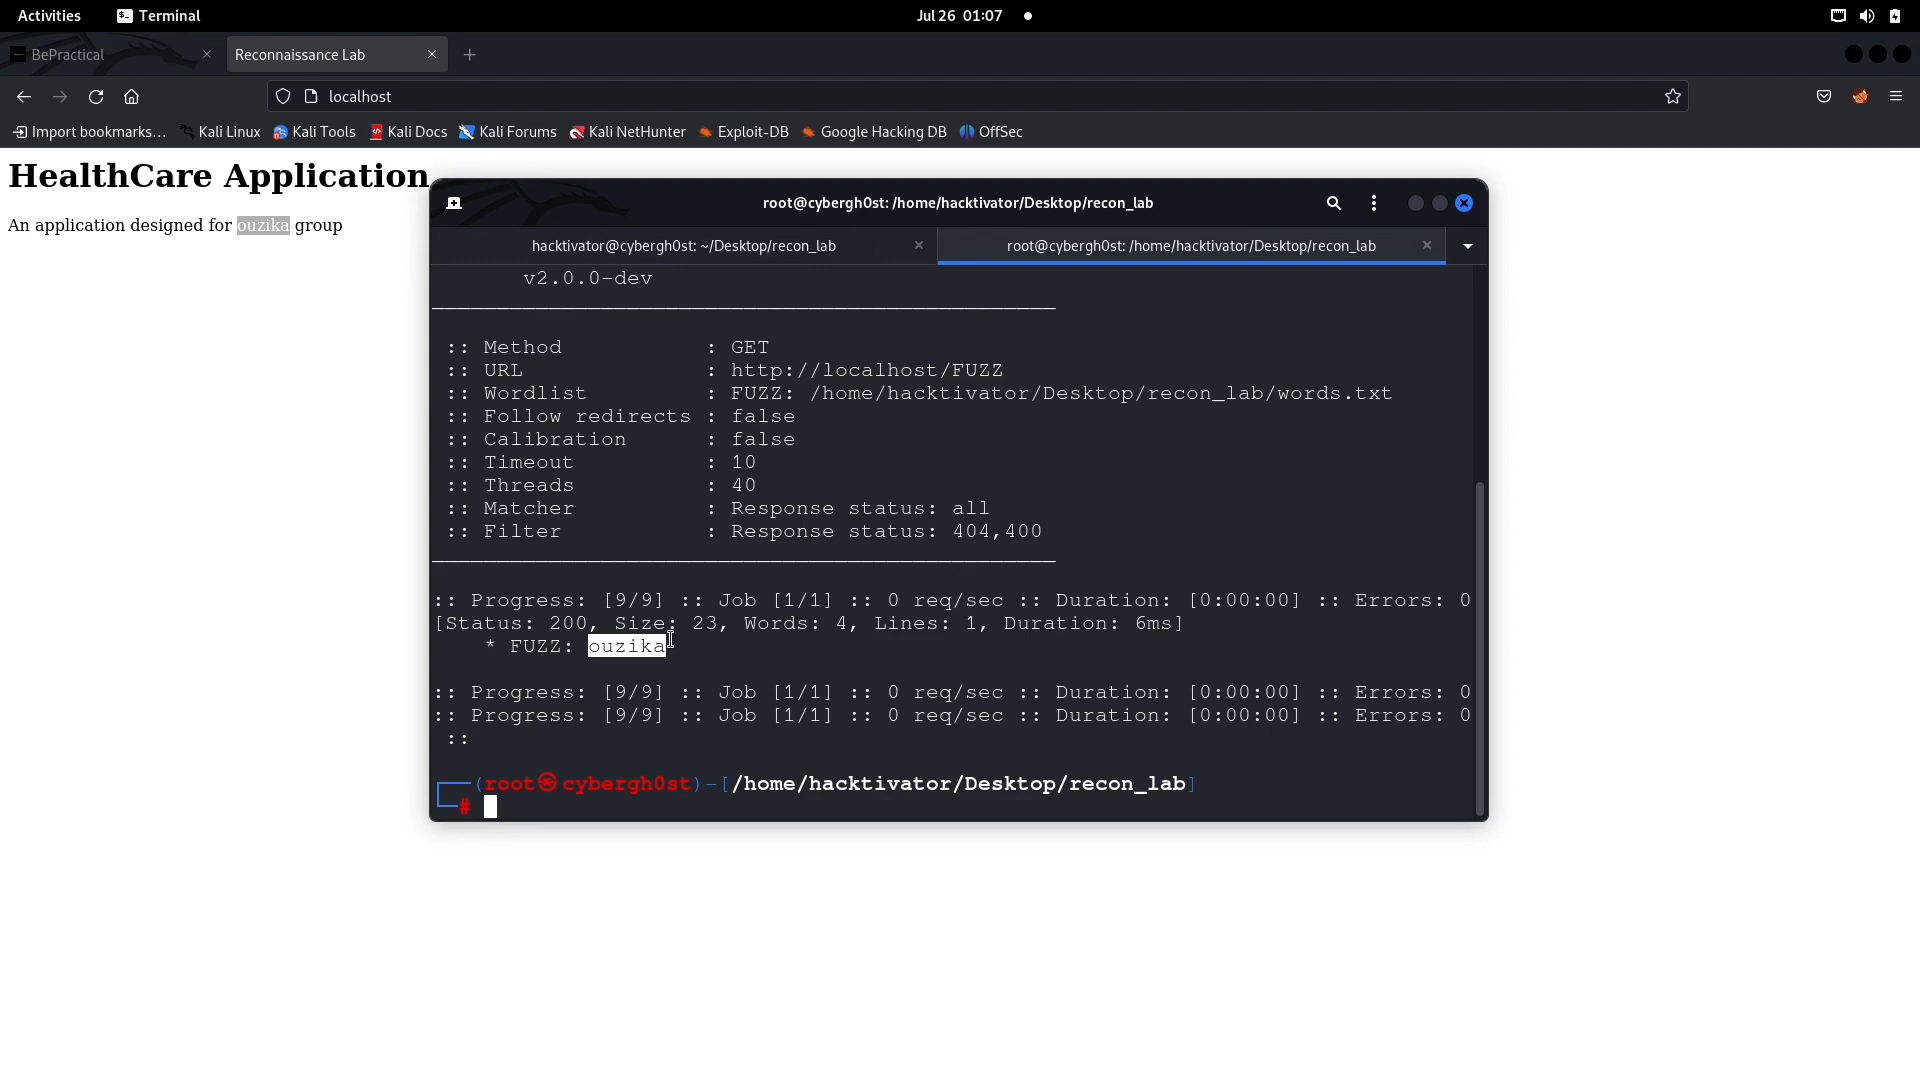 Activities Terminal Jul 26 01:07
BePractical Reconnaissance Lab
localhost
Import bookmarks... Kali Linux Kali Tools Kali Docs Kali Forums Kali NetHunter Exploit-DB Google Hacking DB OffSec
HealthCare Application
An application designed for ouzika group
root@cybergh0st: /home/hacktivator/Desktop/recon_lab
hacktivator@cybergh0st: ~/Desktop/recon_lab root@cybergh0st: /home/hacktivator/Desktop/recon_lab
v2.0.0-dev
________________________________________________
:: Method : GET
:: URL : http://localhost/FUZZ
:: Wordlist : FUZZ: /home/hacktivator/Desktop/recon_lab/words.txt
:: Follow redirects : false
:: Calibration : false
:: Timeout : 10
:: Threads : 40
:: Matcher : Response status: all
:: Filter : Response status: 404,400
________________________________________________
:: Progress: [9/9] :: Job [1/1] :: 0 req/sec :: Duration: [0:00:00] :: Errors: 0
[Status: 200, Size: 23, Words: 4, Lines: 1, Duration: 6ms]
* FUZZ: ouzika
:: Progress: [9/9] :: Job [1/1] :: 0 req/sec :: Duration: [0:00:00] :: Errors: 0
:: Progress: [9/9] :: Job [1/1] :: 0 req/sec :: Duration: [0:00:00] :: Errors: 0
::
(root㉿cybergh0st)-[/home/hacktivator/Desktop/recon_lab]
#